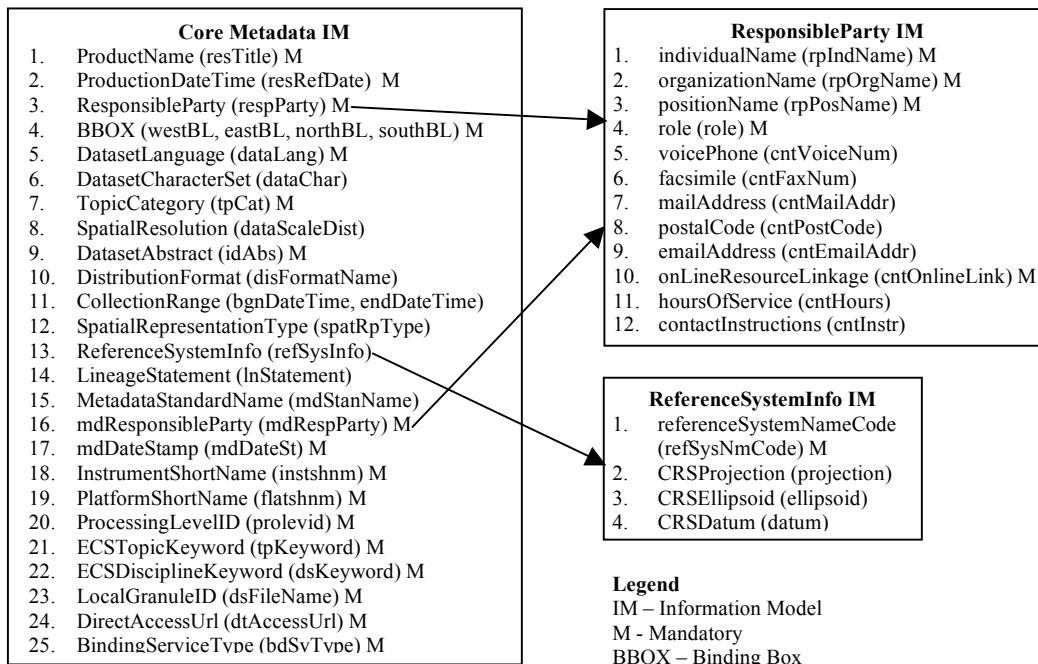 Core Metadata IM
1. ProductName (resTitle) M
2. ProductionDateTime (resRefDate) M
3. ResponsibleParty (respParty) M
4. BBOX (westBL, eastBL, northBL, southBL) M
5. DatasetLanguage (dataLang) M
6. DatasetCharacterSet (dataChar)
7. TopicCategory (tpCat) M
8. SpatialResolution (dataScaleDist)
9. DatasetAbstract (idAbs) M
10. DistributionFormat (disFormatName)
11. CollectionRange (bgnDateTime, endDateTime)
12. SpatialRepresentationType (spatRpType)
13. ReferenceSystemInfo (refSysInfo)
14. LineageStatement (lnStatement)
15. MetadataStandardName (mdStanName)
16. mdResponsibleParty (mdRespParty) M
17. mdDateStamp (mdDateSt) M
18. InstrumentShortName (instshnm) M
19. PlatformShortName (flatshnm) M
20. ProcessingLevelID (prolevid) M
21. ECSTopicKeyword (tpKeyword) M
22. ECSDisciplineKeyword (dsKeyword) M
23. LocalGranuleID (dsFileName) M
24. DirectAccessUrl (dtAccessUrl) M
25. BindingServiceType (bdSvType) M
ResponsibleParty IM
1. individualName (rpIndName) M
2. organizationName (rpOrgName) M
3. positionName (rpPosName) M
4. role (role) M
5. voicePhone (cntVoiceNum)
6. facsimile (cntFaxNum)
7. mailAddress (cntMailAddr)
8. postalCode (cntPostCode)
9. emailAddress (cntEmailAddr)
10. onLineResourceLinkage (cntOnlineLink) M
11. hoursOfService (cntHours)
12. contactInstructions (cntInstr)
ReferenceSystemInfo IM
1. referenceSystemNameCode
(refSysNmCode) M
2. CRSProjection (projection)
3. CRSEllipsoid (ellipsoid)
4. CRSDatum (datum)
Legend
IM – Information Model
M - Mandatory
BBOX – Binding Box